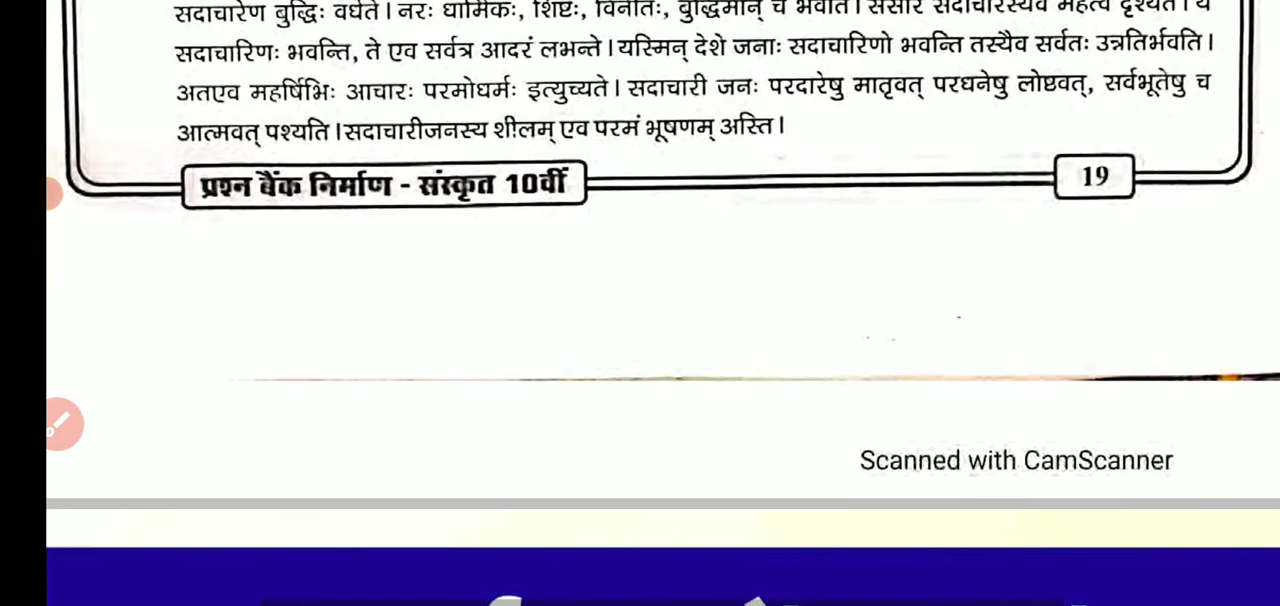 सदाचारेण बुद्धिः वर्धते। नरः धार्मिकः, शिष्टः, विनीतः, बुद्धिमान् च भवति। संसारे सदाचारस्यैव महत्वं दृश्यते। ये
सदाचारिणः भवन्ति, ते एव सर्वत्र आदरं लभन्ते। यस्मिन् देशे जनाः सदाचारिणो भवन्ति तस्यैव सर्वतः उन्नतिर्भवति।
अतएव महर्षिभिः आचारः परमोधर्मः इत्युच्यते। सदाचारी जनः परदारेषु मातृवत् परधनेषु लोष्टवत्, सर्वभूतेषु च
आत्मवत् पश्यति।सदाचारीजनस्य शीलम् एव परमं भूषणम् अस्ति।
प्रश्न बैंक निर्माण - संस्कृत 10वीं
19
Scanned with CamScanner